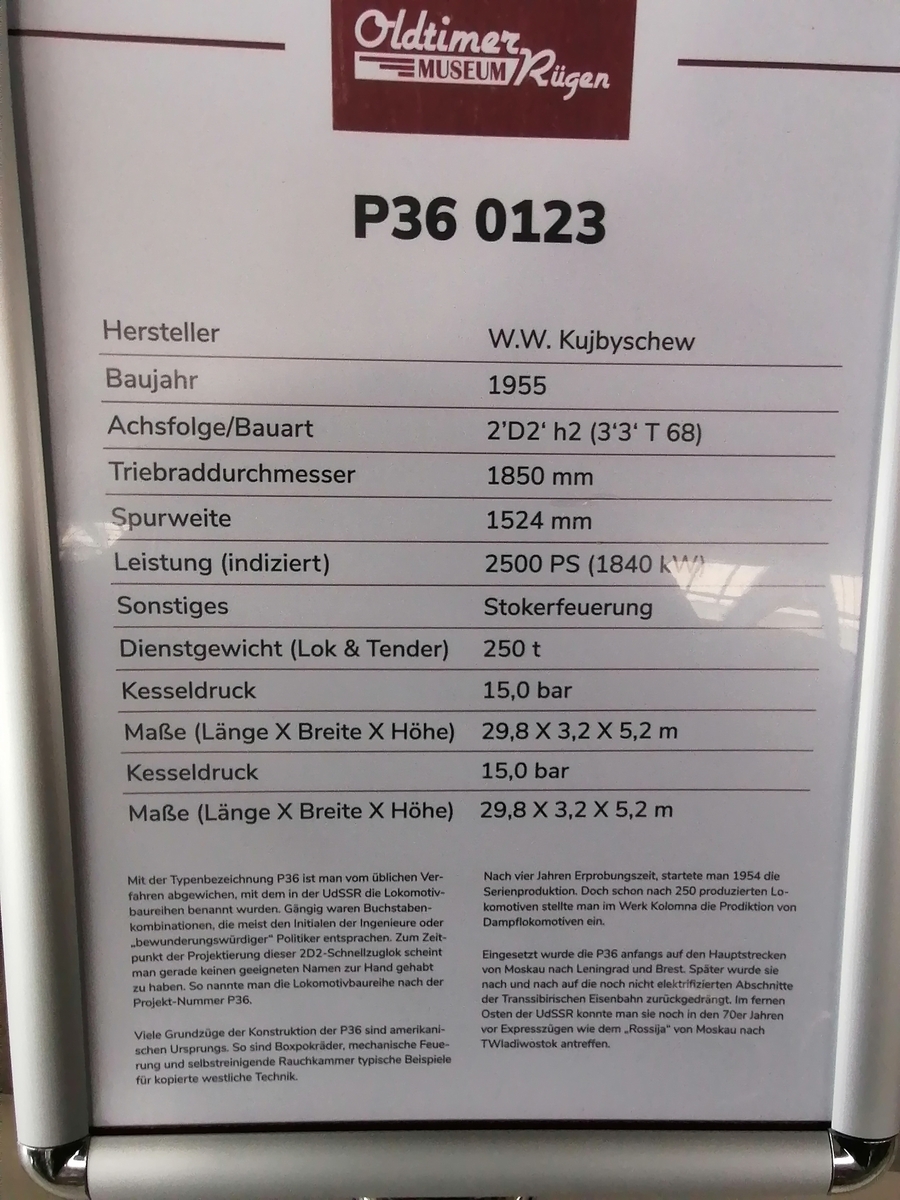 Oldtimer
MUSEUM Rügen
P36 0123
Hersteller W.W. Kujbyschew
Baujahr 1955
Achsfolge/Bauart 2'D2' h2 (3'3' T 68)
Triebraddurchmesser 1850 mm
Spurweite 1524 mm
Leistung (indiziert) 2500 PS (1840 kW)
Sonstiges Stokerfeuerung
Dienstgewicht (Lok & Tender) 250 t
Kesseldruck 15,0 bar
Maße (Länge X Breite X Höhe) 29,8 X 3,2 X 5,2 m
Kesseldruck 15,0 bar
Maße (Länge X Breite X Höhe) 29,8 X 3,2 X 5,2 m
Mit der Typenbezeichnung P36 ist man vom üblichen Ver-
fahren abgewichen, mit dem in der UdSSR die Lokomotiv-
baureihen benannt wurden. Gängig waren Buchstaben-
kombinationen, die meist den Initialen der Ingenieure oder
„bewunderungswürdiger" Politiker entsprachen. Zum Zeit-
punkt der Projektierung dieser 2D2-Schnellzuglok scheint
man gerade keinen geeigneten Namen zur Hand gehabt
zu haben. So nannte man die Lokomotivbaureihe nach der
Projekt-Nummer P36.
Viele Grundzüge der Konstruktion der P36 sind amerikani-
schen Ursprungs. So sind Boxpokräder, mechanische Feue-
rung und selbstreinigende Rauchkammer typische Beispiele
für kopierte westliche Technik.
Nach vier Jahren Erprobungszeit, startete man 1954 die
Serienproduktion. Doch schon nach 250 produzierten Lo-
komotiven stellte man im Werk Kolomna die Prodiktion von
Dampflokomotiven ein.
Eingesetzt wurde die P36 anfangs auf den Hauptstrecken
von Moskau nach Leningrad und Brest. Später wurde sie
nach und nach auf die noch nicht elektrifizierten Abschnitte
der Transsibirischen Eisenbahn zurückgedrängt. Im fernen
Osten der UdSSR konnte man sie noch in den 70er Jahren
vor Expresszügen wie dem „Rossija" von Moskau nach
TWladiwostok antreffen.